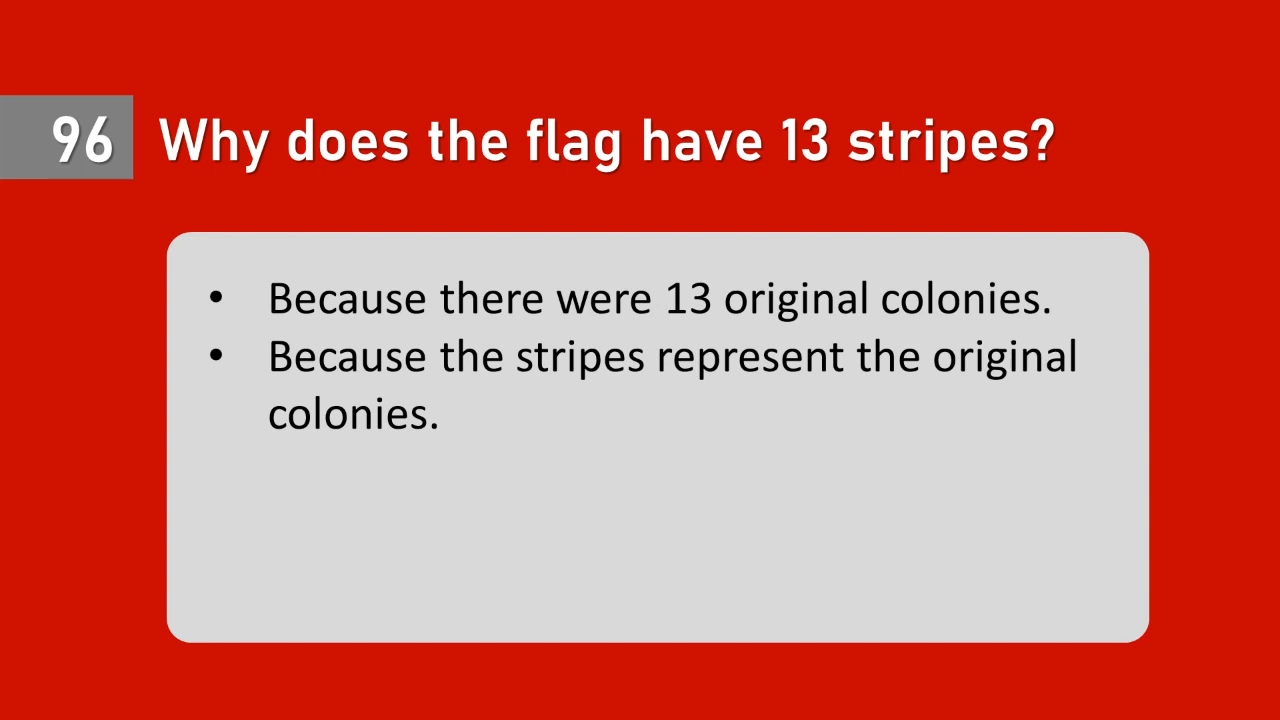 96 Why does the flag have 13 stripes?
• Because there were 13 original colonies.
• Because the stripes represent the original
colonies.